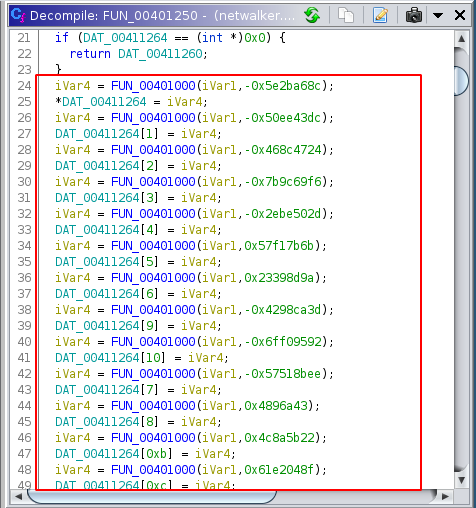 Decompile: FUN_00401250 - (netwalker....
21 if (DAT_00411264 == (int *)0x0) {
22 return DAT_00411260;
23 }
24 iVar4 = FUN_00401000(iVar1,-0x5e2ba68c);
25 *DAT_00411264 = iVar4;
26 iVar4 = FUN_00401000(iVar1,-0x50ee43dc);
27 DAT_00411264[1] = iVar4;
28 iVar4 = FUN_00401000(iVar1,-0x468c4724);
29 DAT_00411264[2] = iVar4;
30 iVar4 = FUN_00401000(iVar1,-0x7b9c69f6);
31 DAT_00411264[3] = iVar4;
32 iVar4 = FUN_00401000(iVar1,-0x2ebe502d);
33 DAT_00411264[4] = iVar4;
34 iVar4 = FUN_00401000(iVar1,0x57f17b6b);
35 DAT_00411264[5] = iVar4;
36 iVar4 = FUN_00401000(iVar1,0x23398d9a);
37 DAT_00411264[6] = iVar4;
38 iVar4 = FUN_00401000(iVar1,-0x4298ca3d);
39 DAT_00411264[9] = iVar4;
40 iVar4 = FUN_00401000(iVar1,-0x6ff09592);
41 DAT_00411264[10] = iVar4;
42 iVar4 = FUN_00401000(iVar1,-0x57518bee);
43 DAT_00411264[7] = iVar4;
44 iVar4 = FUN_00401000(iVar1,0x4896a43);
45 DAT_00411264[8] = iVar4;
46 iVar4 = FUN_00401000(iVar1,0x4c8a5b22);
47 DAT_00411264[0xb] = iVar4;
48 iVar4 = FUN_00401000(iVar1,0x61e2048f);
49 DAT_00411264[0xc] = iVar4;